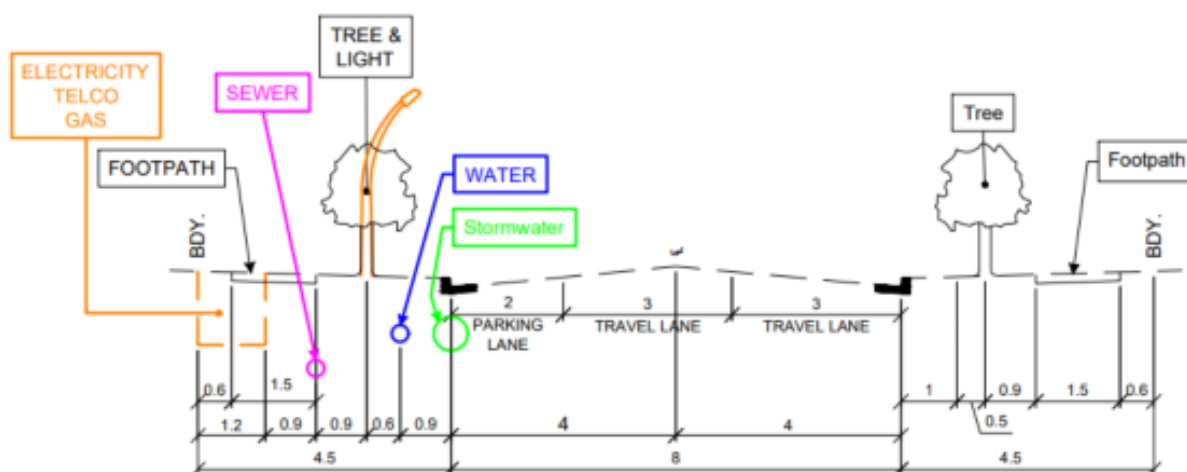 TREE &
LIGHT
ELECTRICITY
TELCO
GAS
SEWER
Tree
FOOTPATH
WATER
Footpath
Stormwater
BDY.
BDY.
2
3
3
PARKING
LANE
TRAVEL LANE
TRAVEL LANE
0.6
1.5
1
0.9
1.5
0.6
1.2
0.9
0.9
0.6
0.9
4
4
0.5
4.5
8
4.5